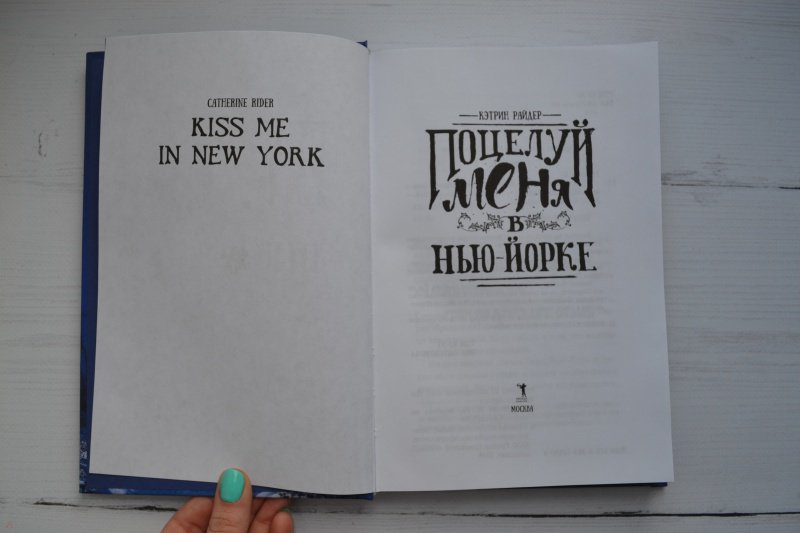 CATHERINE RIDER
KISS ME
IN NEW YORK
КЭТРИН РАЙДЕР
ПОЦЕЛУЙ
МЕНЯ
В
НЬЮ-ЙОРКЕ
МОСКВА